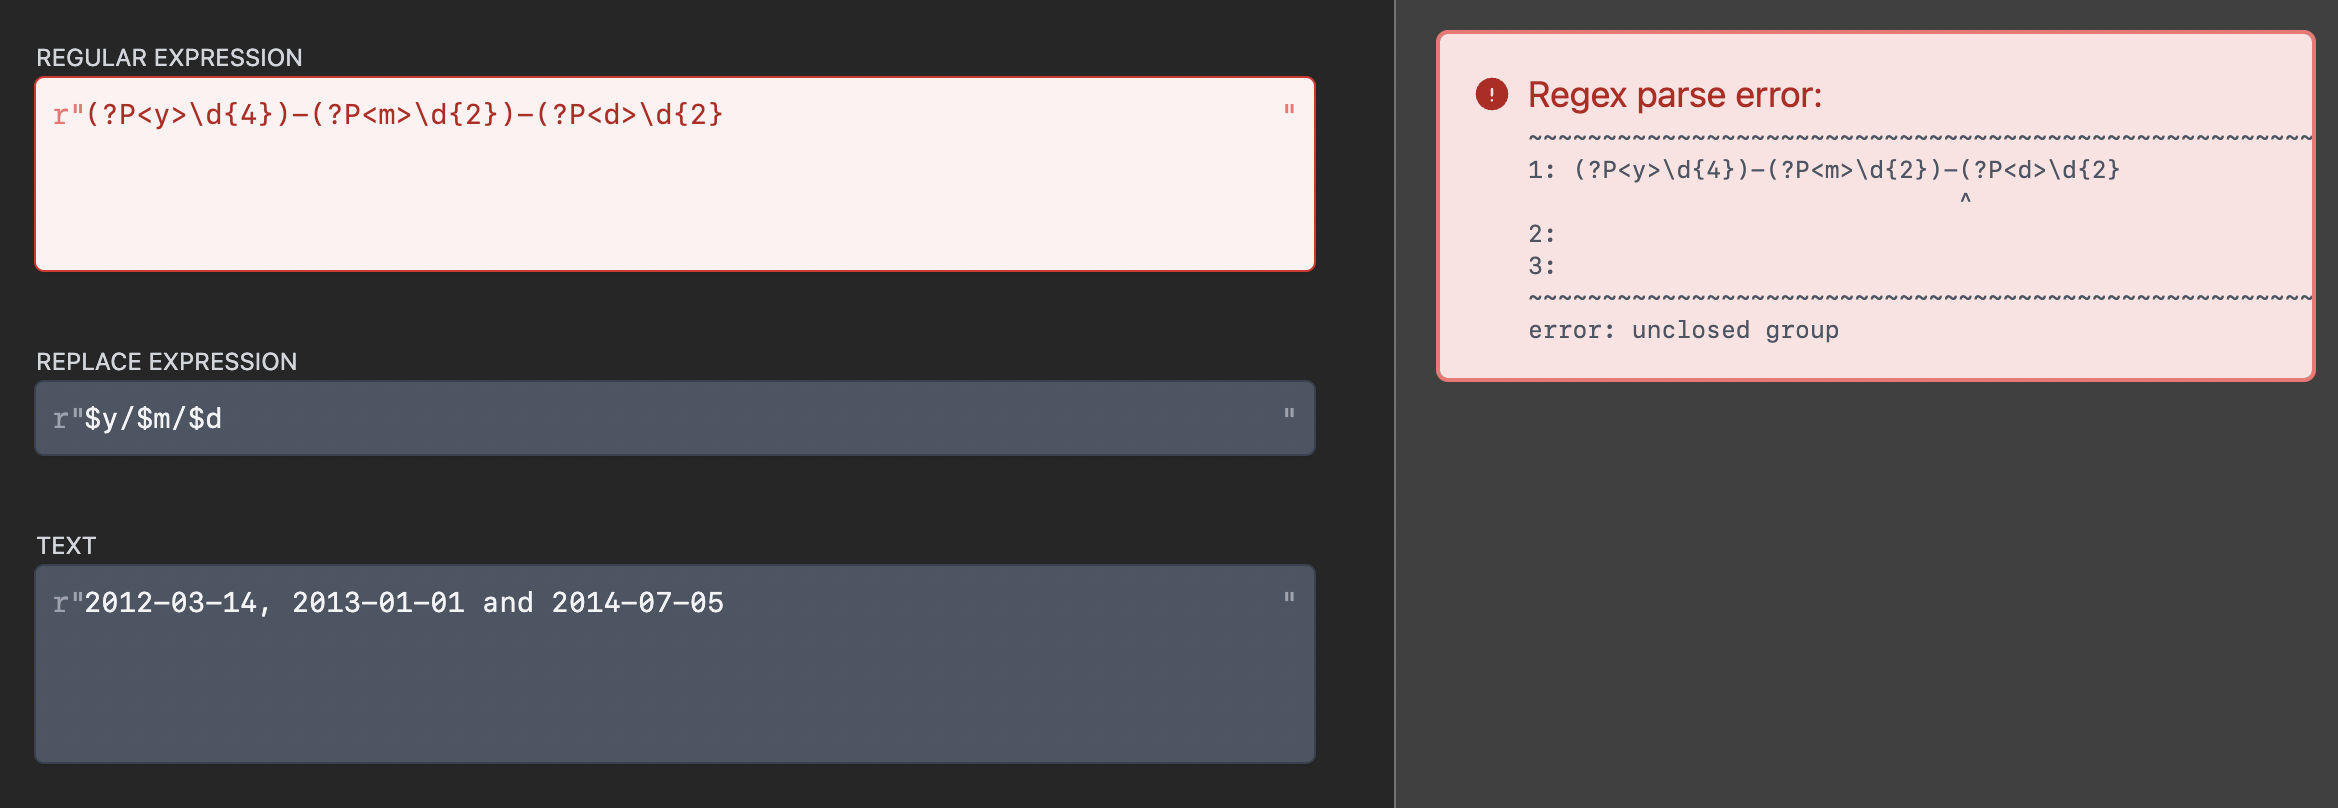 REGULAR EXPRESSION
r"(?P<y>\d{4})-(?P<m>\d{2})-(?P<d>\d{2} "
REPLACE EXPRESSION
r"$y/$m/$d "
TEXT
r"2012-03-14, 2013-01-01 and 2014-07-05 "
! Regex parse error:
~~~~~~~~~~~~~~~~~~~~~~~~~~~~~~~~~~~~~~~~~~~~~~~~~~~~~
1: (?P<y>\d{4})-(?P<m>\d{2})-(?P<d>\d{2}
^
2:
3:
~~~~~~~~~~~~~~~~~~~~~~~~~~~~~~~~~~~~~~~~~~~~~~~~~~~~~
error: unclosed group